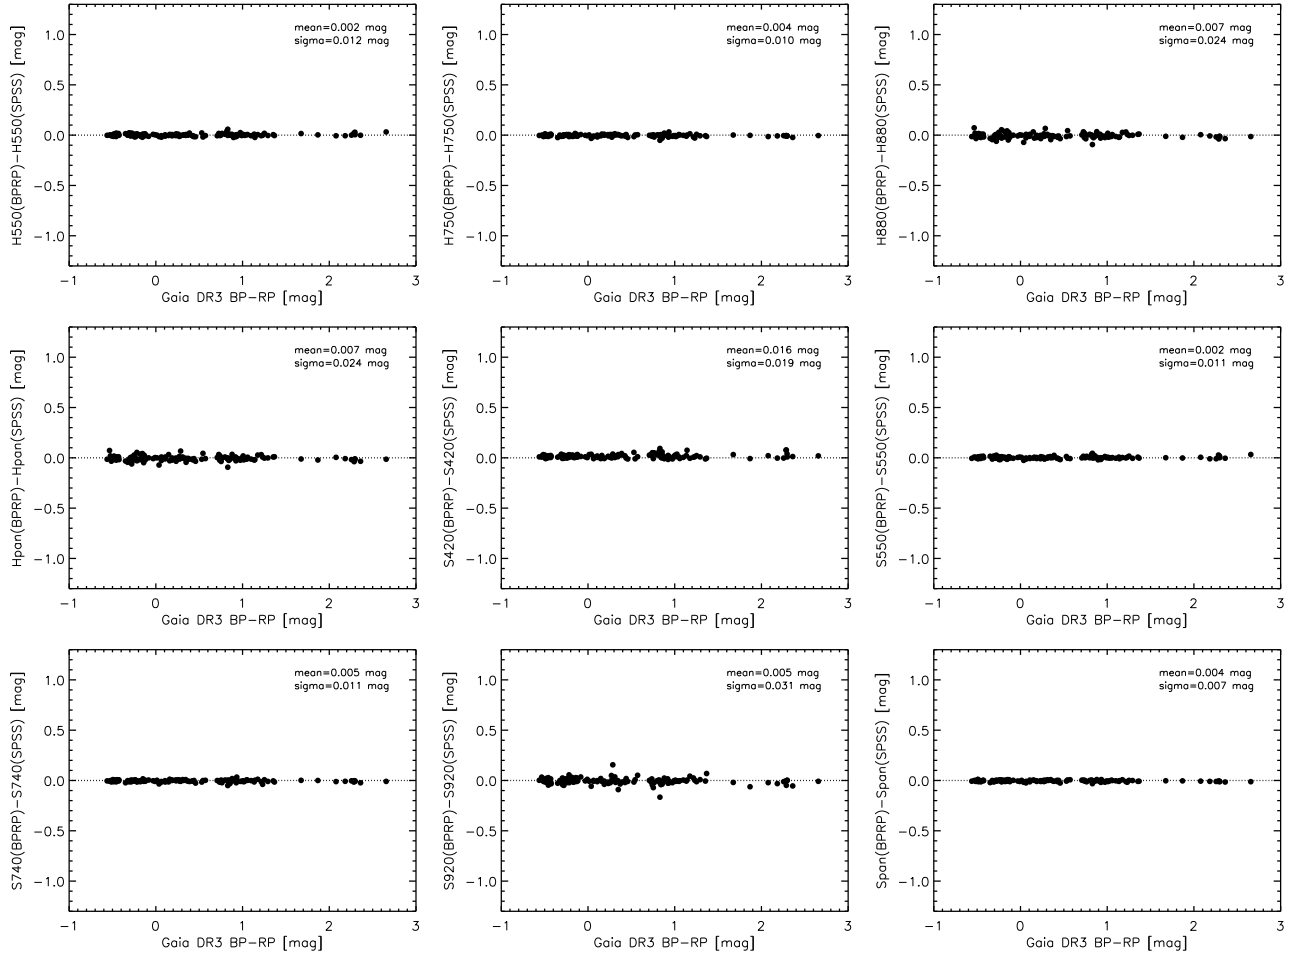 H550(BPRP)−H550(SPSS) [mag]
1.0
0.5
0.0
−0.5
−1.0
mean=0.002 mag
sigma=0.012 mag
−1
0
1
2
3
Gaia DR3 BP−RP [mag]
H750(BPRP)−H750(SPSS) [mag]
1.0
0.5
0.0
−0.5
−1.0
mean=0.004 mag
sigma=0.010 mag
−1
0
1
2
3
Gaia DR3 BP−RP [mag]
H880(BPRP)−H880(SPSS) [mag]
1.0
0.5
0.0
−0.5
−1.0
mean=0.007 mag
sigma=0.024 mag
−1
0
1
2
3
Gaia DR3 BP−RP [mag]
Hpan(BPRP)−Hpan(SPSS) [mag]
1.0
0.5
0.0
−0.5
−1.0
mean=0.007 mag
sigma=0.024 mag
−1
0
1
2
3
Gaia DR3 BP−RP [mag]
S420(BPRP)−S420(SPSS) [mag]
1.0
0.5
0.0
−0.5
−1.0
mean=0.016 mag
sigma=0.019 mag
−1
0
1
2
3
Gaia DR3 BP−RP [mag]
S550(BPRP)−S550(SPSS) [mag]
1.0
0.5
0.0
−0.5
−1.0
mean=0.002 mag
sigma=0.011 mag
−1
0
1
2
3
Gaia DR3 BP−RP [mag]
S740(BPRP)−S740(SPSS) [mag]
1.0
0.5
0.0
−0.5
−1.0
mean=0.005 mag
sigma=0.011 mag
−1
0
1
2
3
Gaia DR3 BP−RP [mag]
S920(BPRP)−S920(SPSS) [mag]
1.0
0.5
0.0
−0.5
−1.0
mean=0.005 mag
sigma=0.031 mag
−1
0
1
2
3
Gaia DR3 BP−RP [mag]
Span(BPRP)−Span(SPSS) [mag]
1.0
0.5
0.0
−0.5
−1.0
mean=0.004 mag
sigma=0.007 mag
−1
0
1
2
3
Gaia DR3 BP−RP [mag]